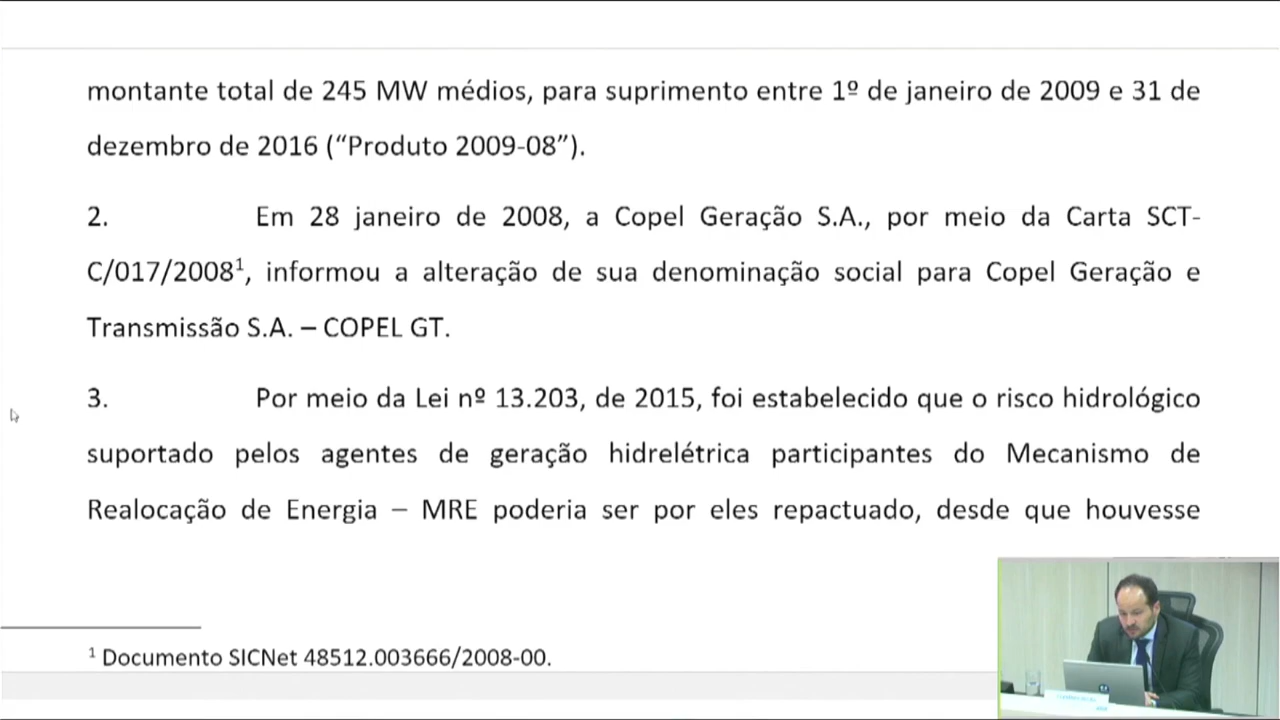 montante total de 245 MW médios, para suprimento entre 1º de janeiro de 2009 e 31 de
dezembro de 2016 (“Produto 2009-08”).
2. Em 28 janeiro de 2008, a Copel Geração S.A., por meio da Carta SCT-
C/017/2008¹, informou a alteração de sua denominação social para Copel Geração e
Transmissão S.A. – COPEL GT.
3. Por meio da Lei nº 13.203, de 2015, foi estabelecido que o risco hidrológico
suportado pelos agentes de geração hidrelétrica participantes do Mecanismo de
Realocação de Energia – MRE poderia ser por eles repactuado, desde que houvesse
¹ Documento SICNet 48512.003666/2008-00.